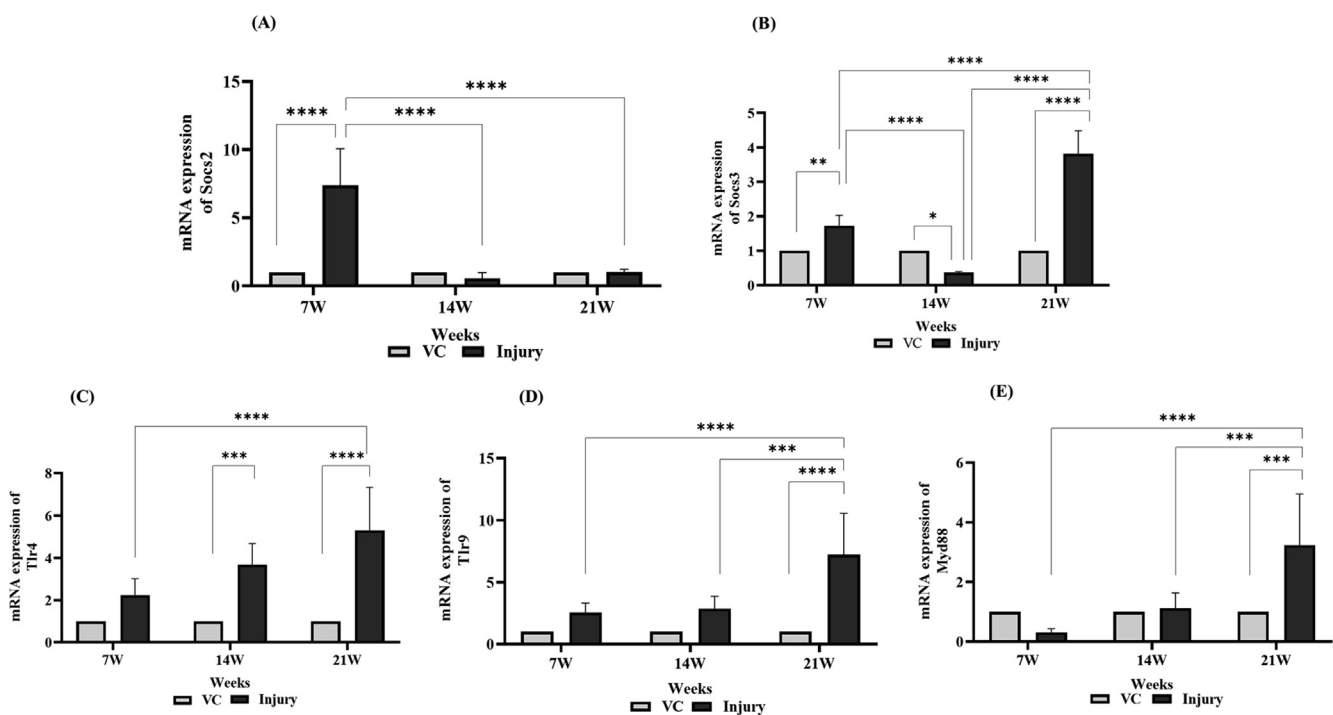 (A)
mRNA expression
of Socs2
15
10
5
0
****
****
****
7W
14W
21W
Weeks
VC
Injury
(B)
mRNA expression
of Socs3
5
4
3
2
1
0
****
****
****
****
**
*
7W
14W
21W
Weeks
VC
Injury
(C)
mRNA expression of
Tlr4
8
6
4
2
0
****
***
****
7W
14W
21W
Weeks
VC
Injury
(D)
mRNA expression of
Tlr9
15
10
5
0
****
***
****
7W
14W
21W
Weeks
VC
Injury
(E)
mRNA expression of
Myd88
6
4
2
0
****
***
***
7W
14W
21W
Weeks
VC
Injury